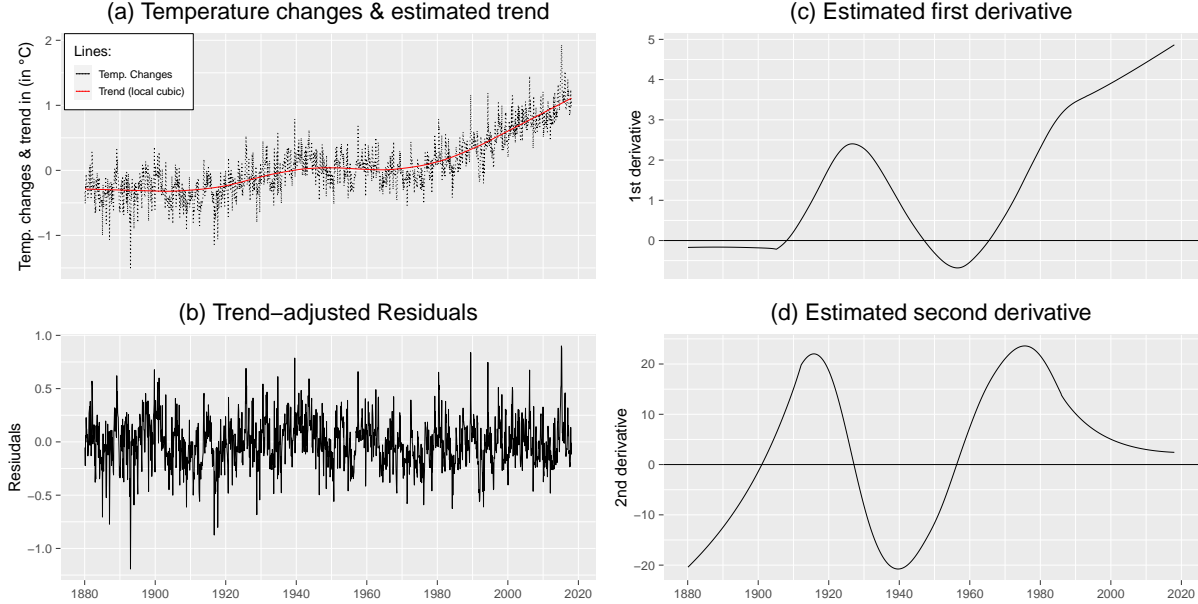 (a) Temperature changes & estimated trend
Temp. changes & trend in (in °C)
2
1
0
−1
Lines:
Temp. Changes
Trend (local cubic)
(c) Estimated first derivative
1st derivative
5
4
3
2
1
0
(b) Trend−adjusted Residuals
Resiudals
1.0
0.5
0.0
−0.5
−1.0
1880 1900 1920 1940 1960 1980 2000 2020
(d) Estimated second derivative
2nd derivative
20
10
0
−10
−20
1880 1900 1920 1940 1960 1980 2000 2020